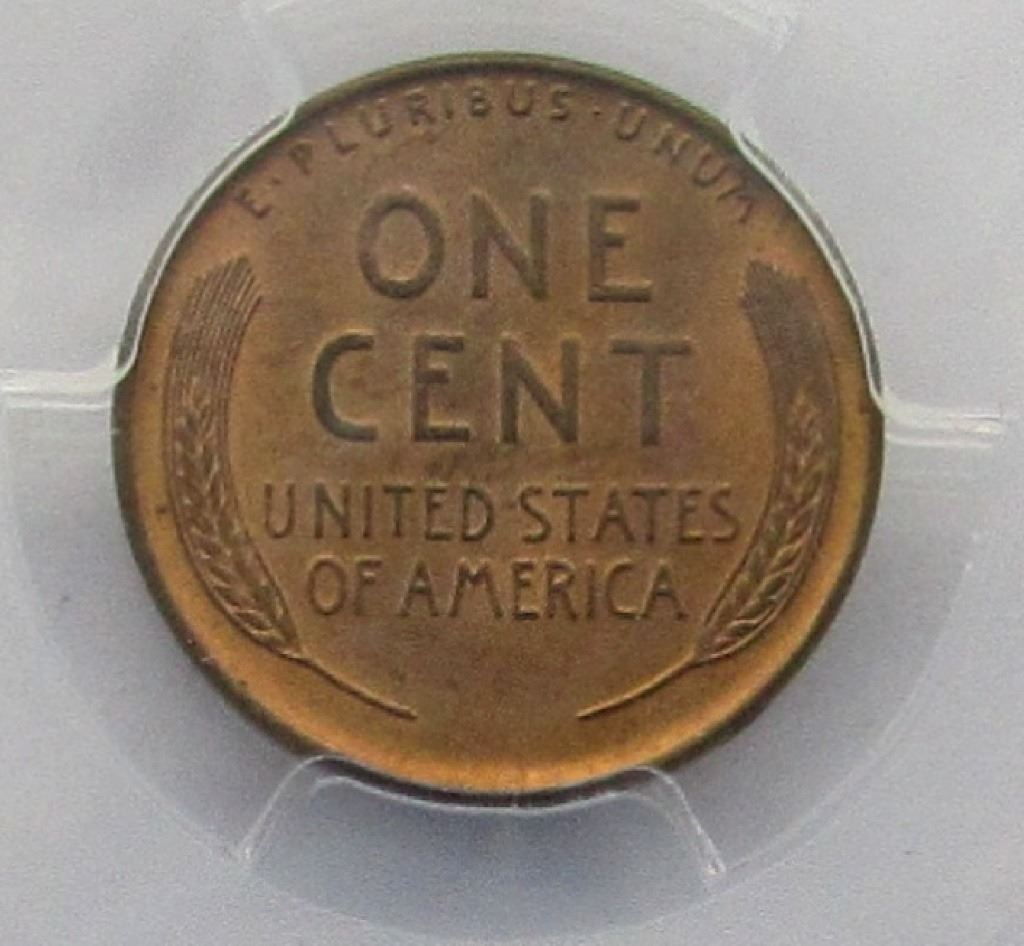 E · PLURIBUS · UNUM
ONE
CENT
UNITED STATES
OF AMERICA